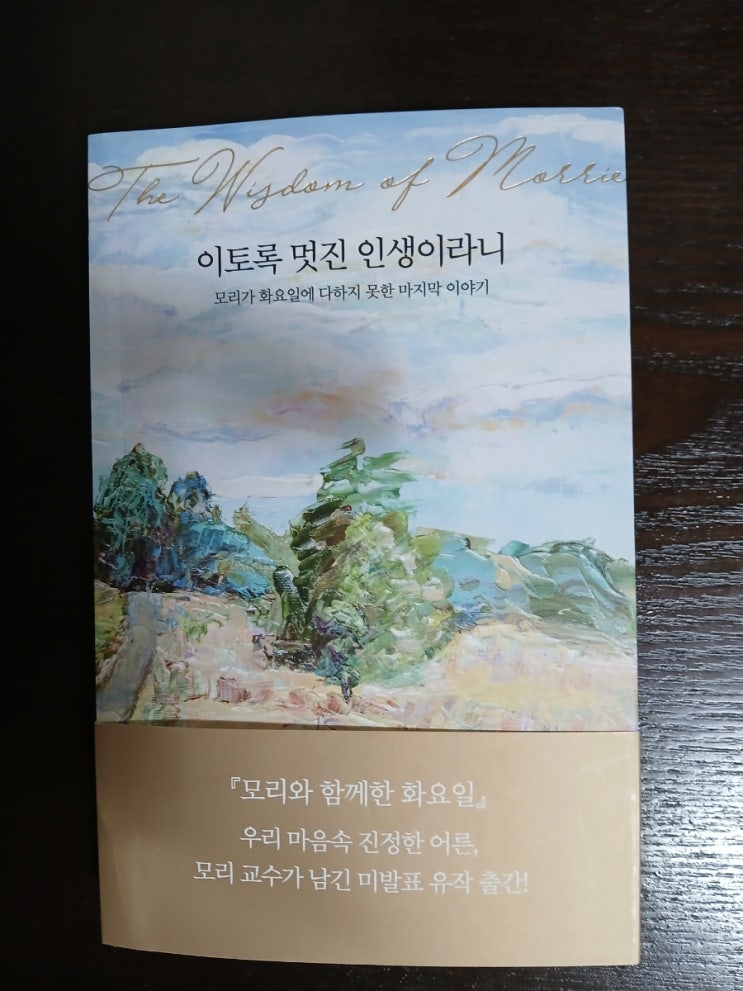 The Wisdom of Morrie
이토록 멋진 인생이라니
모리가 화요일에 다하지 못한 마지막 이야기
『모리와 함께한 화요일』
우리 마음속 진정한 어른,
모리 교수가 남긴 미발표 유작 출간!